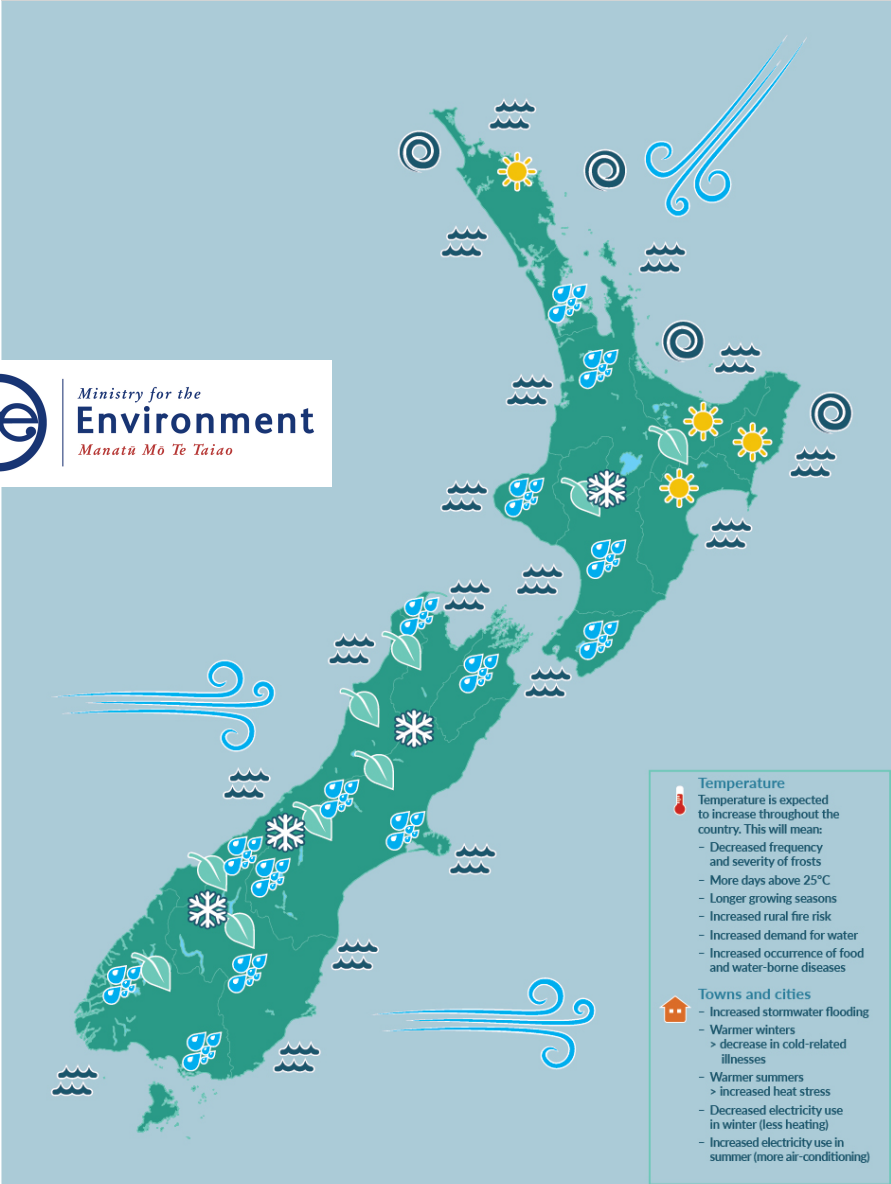 Ministry for the
Environment
Manatū Mō Te Taiao
Temperature
Temperature is expected
to increase throughout the
country. This will mean:
– Decreased frequency
and severity of frosts
– More days above 25°C
– Longer growing seasons
– Increased rural fire risk
– Increased demand for water
– Increased occurrence of food
and water-borne diseases
Towns and cities
– Increased stormwater flooding
– Warmer winters
> decrease in cold-related
illnesses
– Warmer summers
> increased heat stress
– Decreased electricity use
in winter (less heating)
– Increased electricity use in
summer (more air-conditioning)